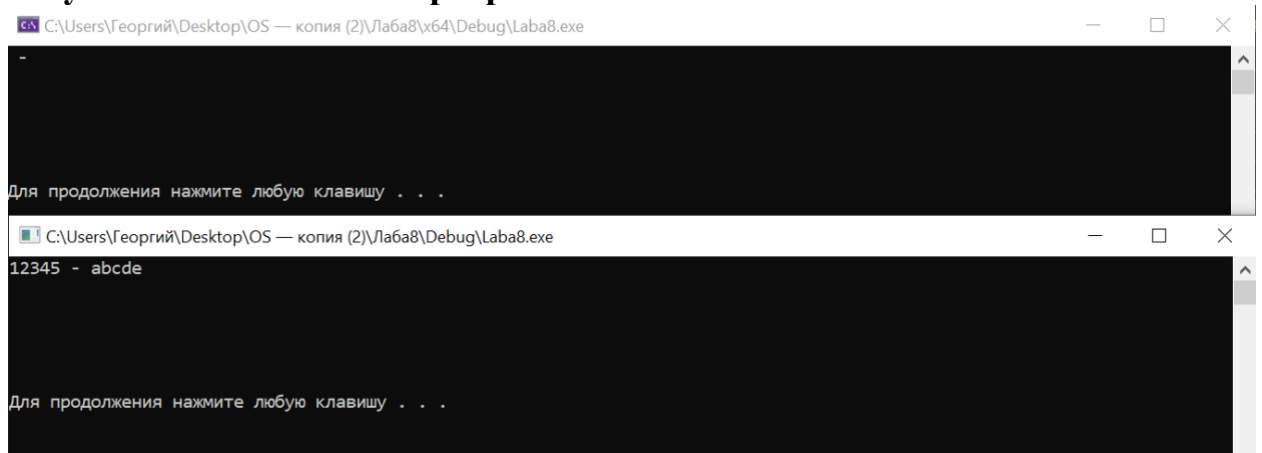 C:\Users\Георгий\Desktop\OS — копия (2)\Лаба8\x64\Debug\Laba8.exe
-
Для продолжения нажмите любую клавишу . . .
C:\Users\Георгий\Desktop\OS — копия (2)\Лаба8\Debug\Laba8.exe
12345 - abcde
Для продолжения нажмите любую клавишу . . .